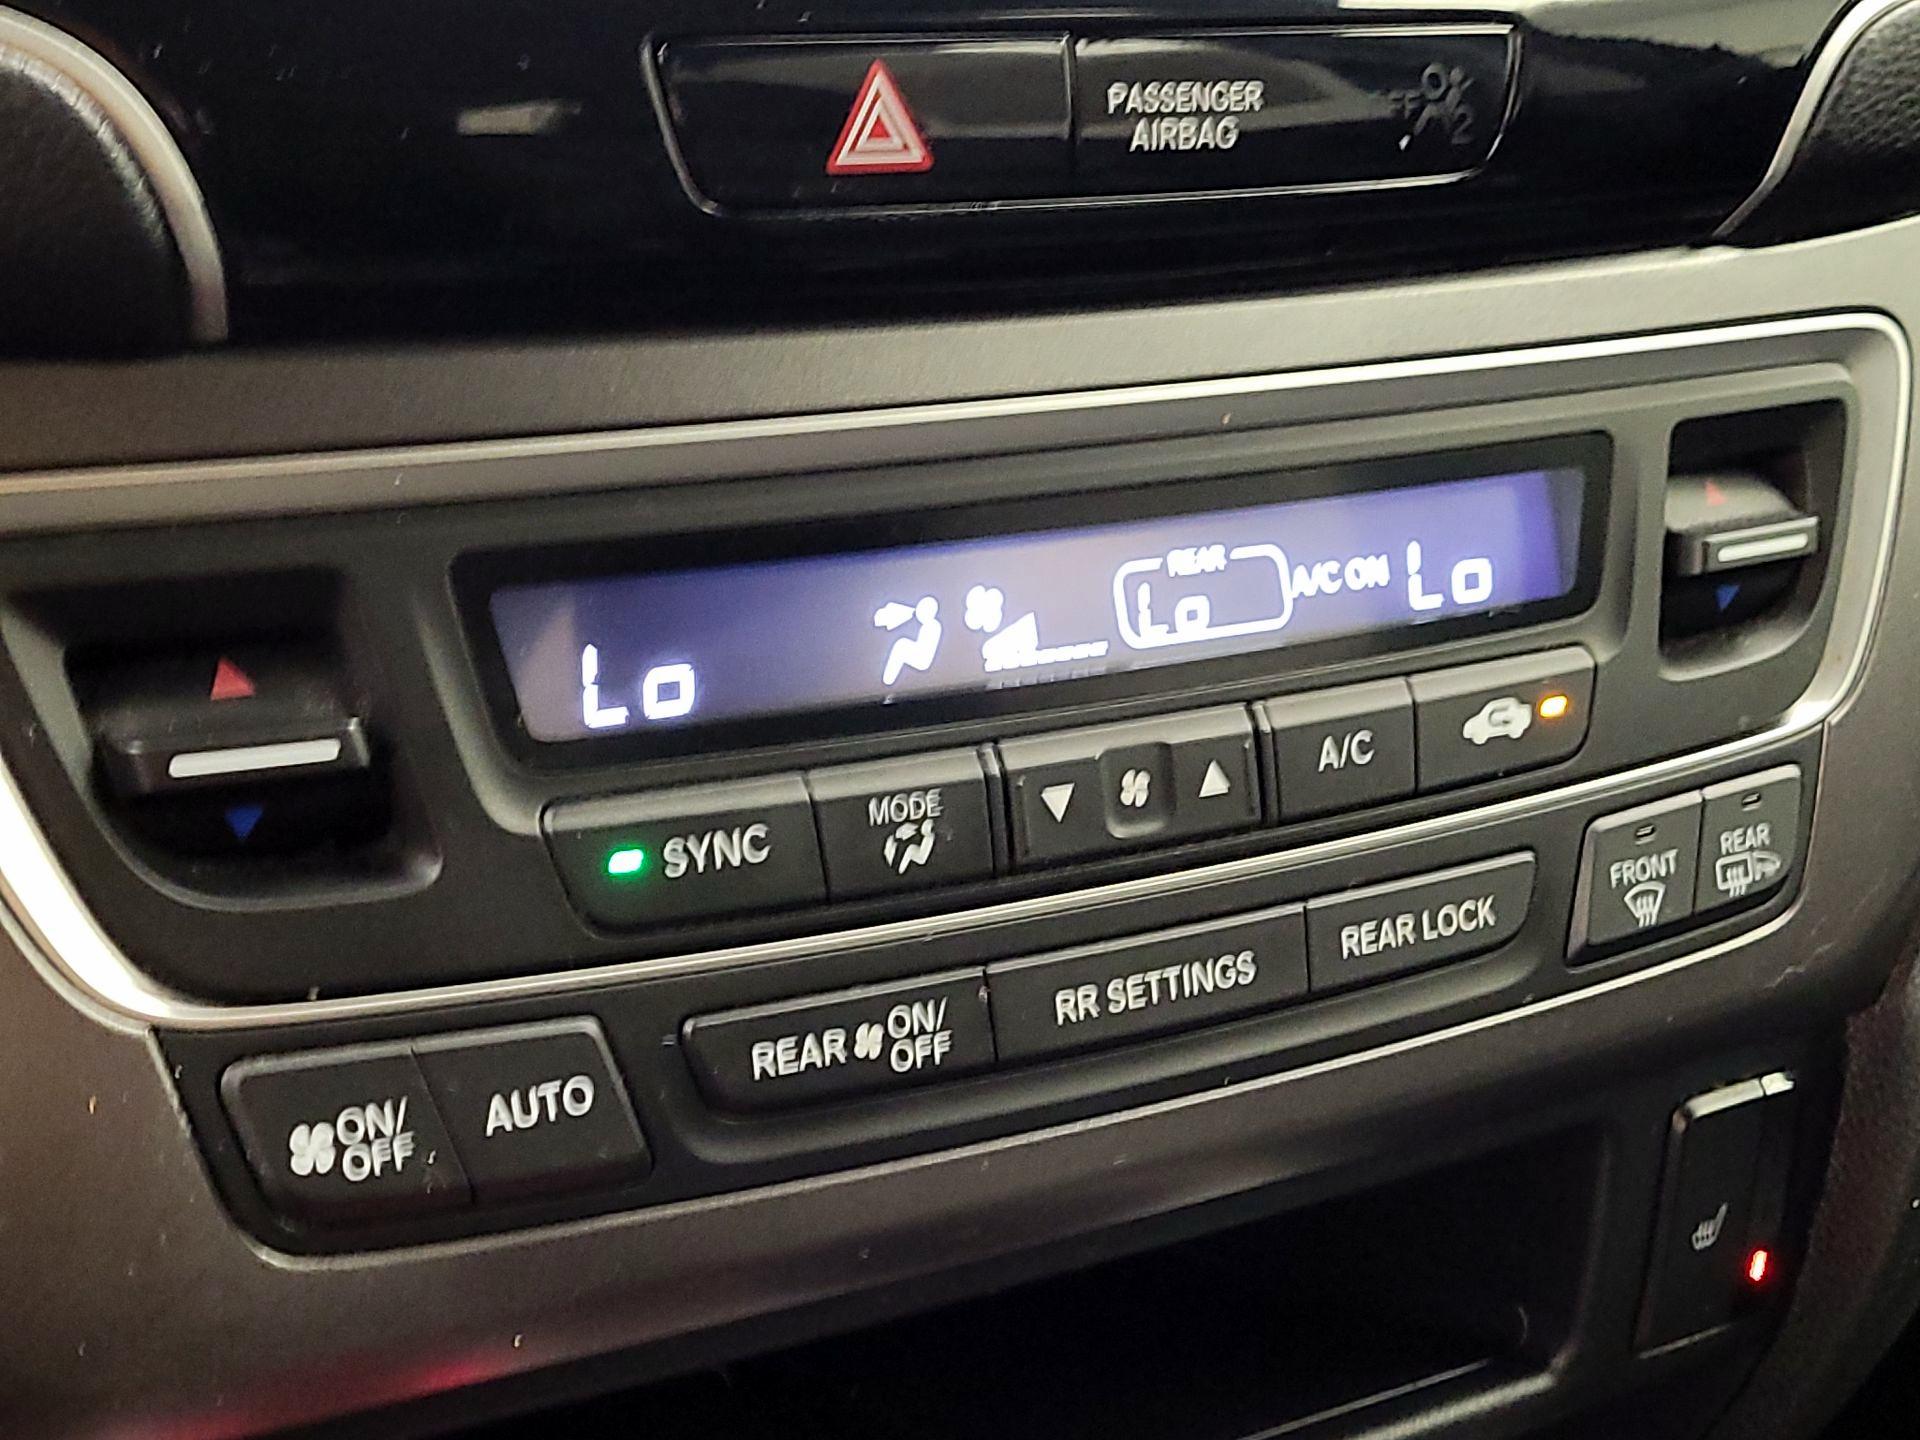 PASSENGER
AIRBAG
Lo
REAR
Lo
A/C ON
Lo
SYNC
MODE
A/C
FRONT
REAR
REAR ON/
OFF
RR SETTINGS
REAR LOCK
ON/
OFF
AUTO